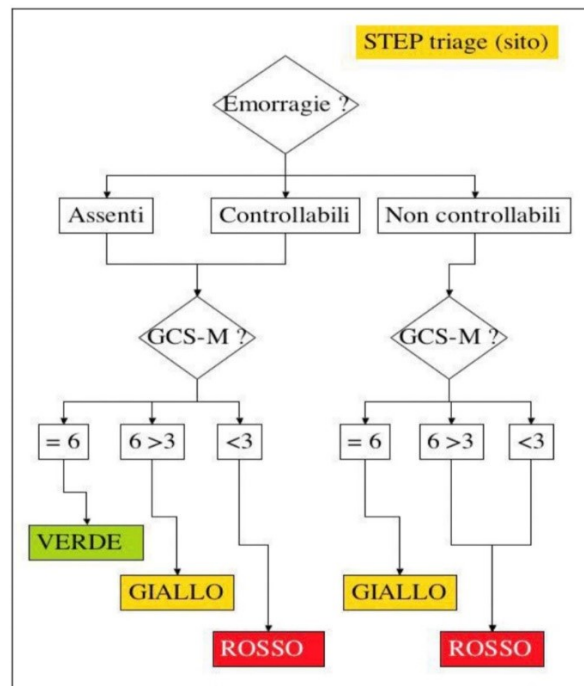 STEP triage (sito)
Emorragie ?
Assenti
Controllabili
Non controllabili
GCS-M ?
GCS-M ?
= 6
6 >3
<3
= 6
6 >3
<3
VERDE
GIALLO
GIALLO
ROSSO
ROSSO